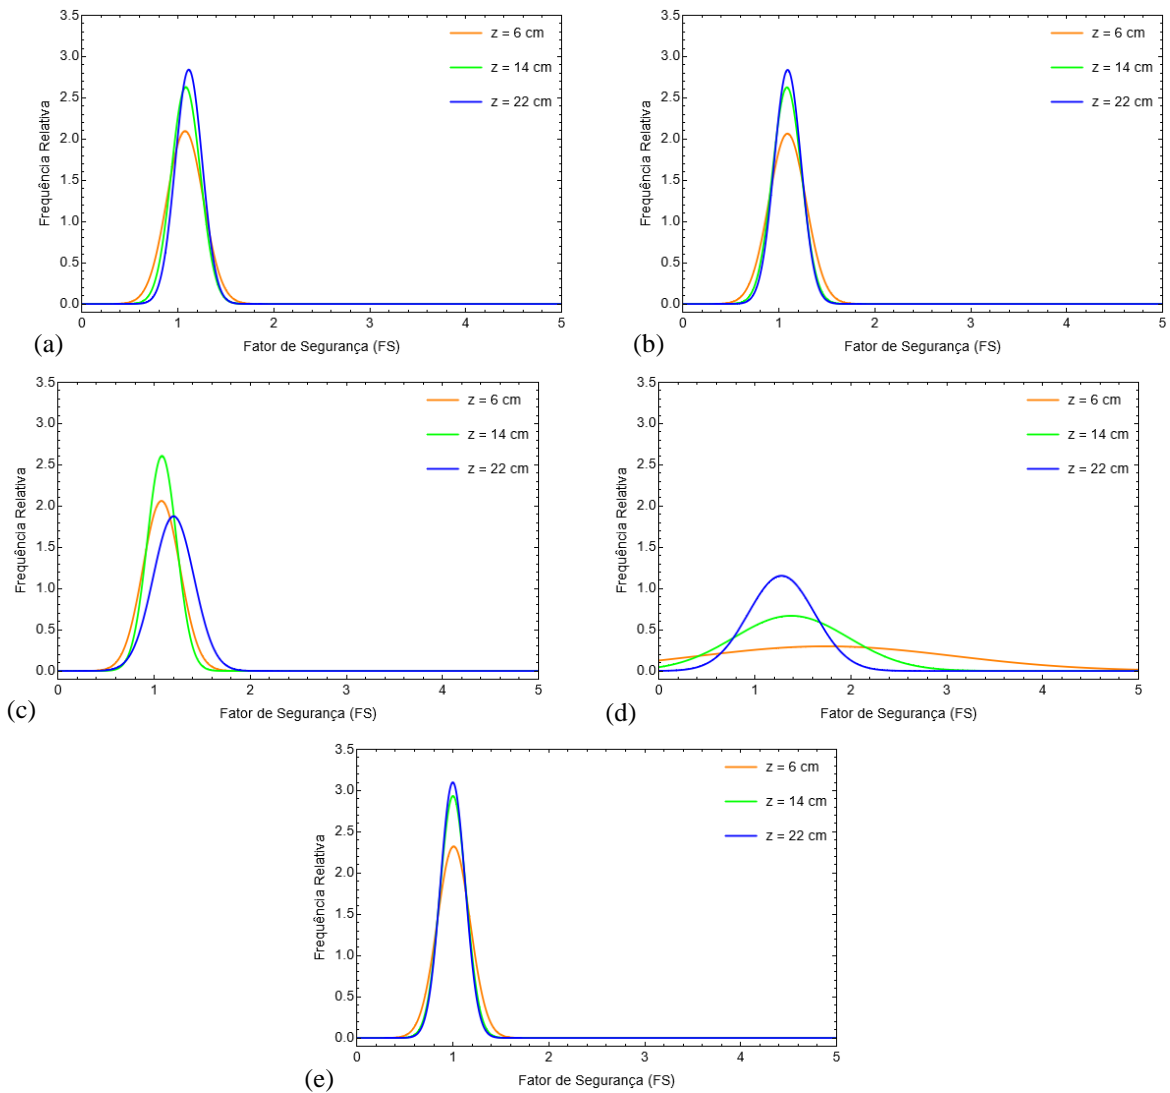 3.5
3.0
2.5
2.0
1.5
1.0
0.5
0.0
Frequência Relativa
z = 6 cm
z = 14 cm
z = 22 cm
0 1 2 3 4 5
Fator de Segurança (FS)
(a)
3.5
3.0
2.5
2.0
1.5
1.0
0.5
0.0
Frequência Relativa
z = 6 cm
z = 14 cm
z = 22 cm
0 1 2 3 4 5
Fator de Segurança (FS)
(b)
3.5
3.0
2.5
2.0
1.5
1.0
0.5
0.0
Frequência Relativa
z = 6 cm
z = 14 cm
z = 22 cm
0 1 2 3 4 5
Fator de Segurança (FS)
(c)
3.5
3.0
2.5
2.0
1.5
1.0
0.5
0.0
Frequência Relativa
z = 6 cm
z = 14 cm
z = 22 cm
0 1 2 3 4 5
Fator de Segurança (FS)
(d)
3.5
3.0
2.5
2.0
1.5
1.0
0.5
0.0
Frequência Relativa
z = 6 cm
z = 14 cm
z = 22 cm
0 1 2 3 4 5
Fator de Segurança (FS)
(e)